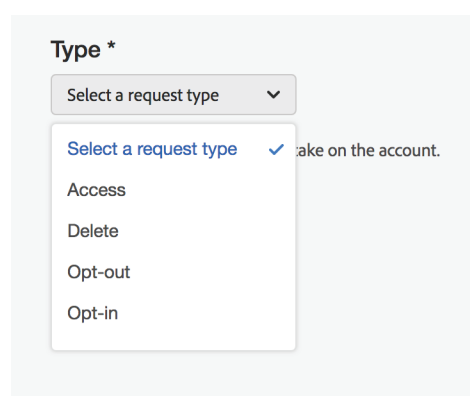 Type *
Select a request type
Select a request type
take on the account.
Access
Delete
Opt-out
Opt-in